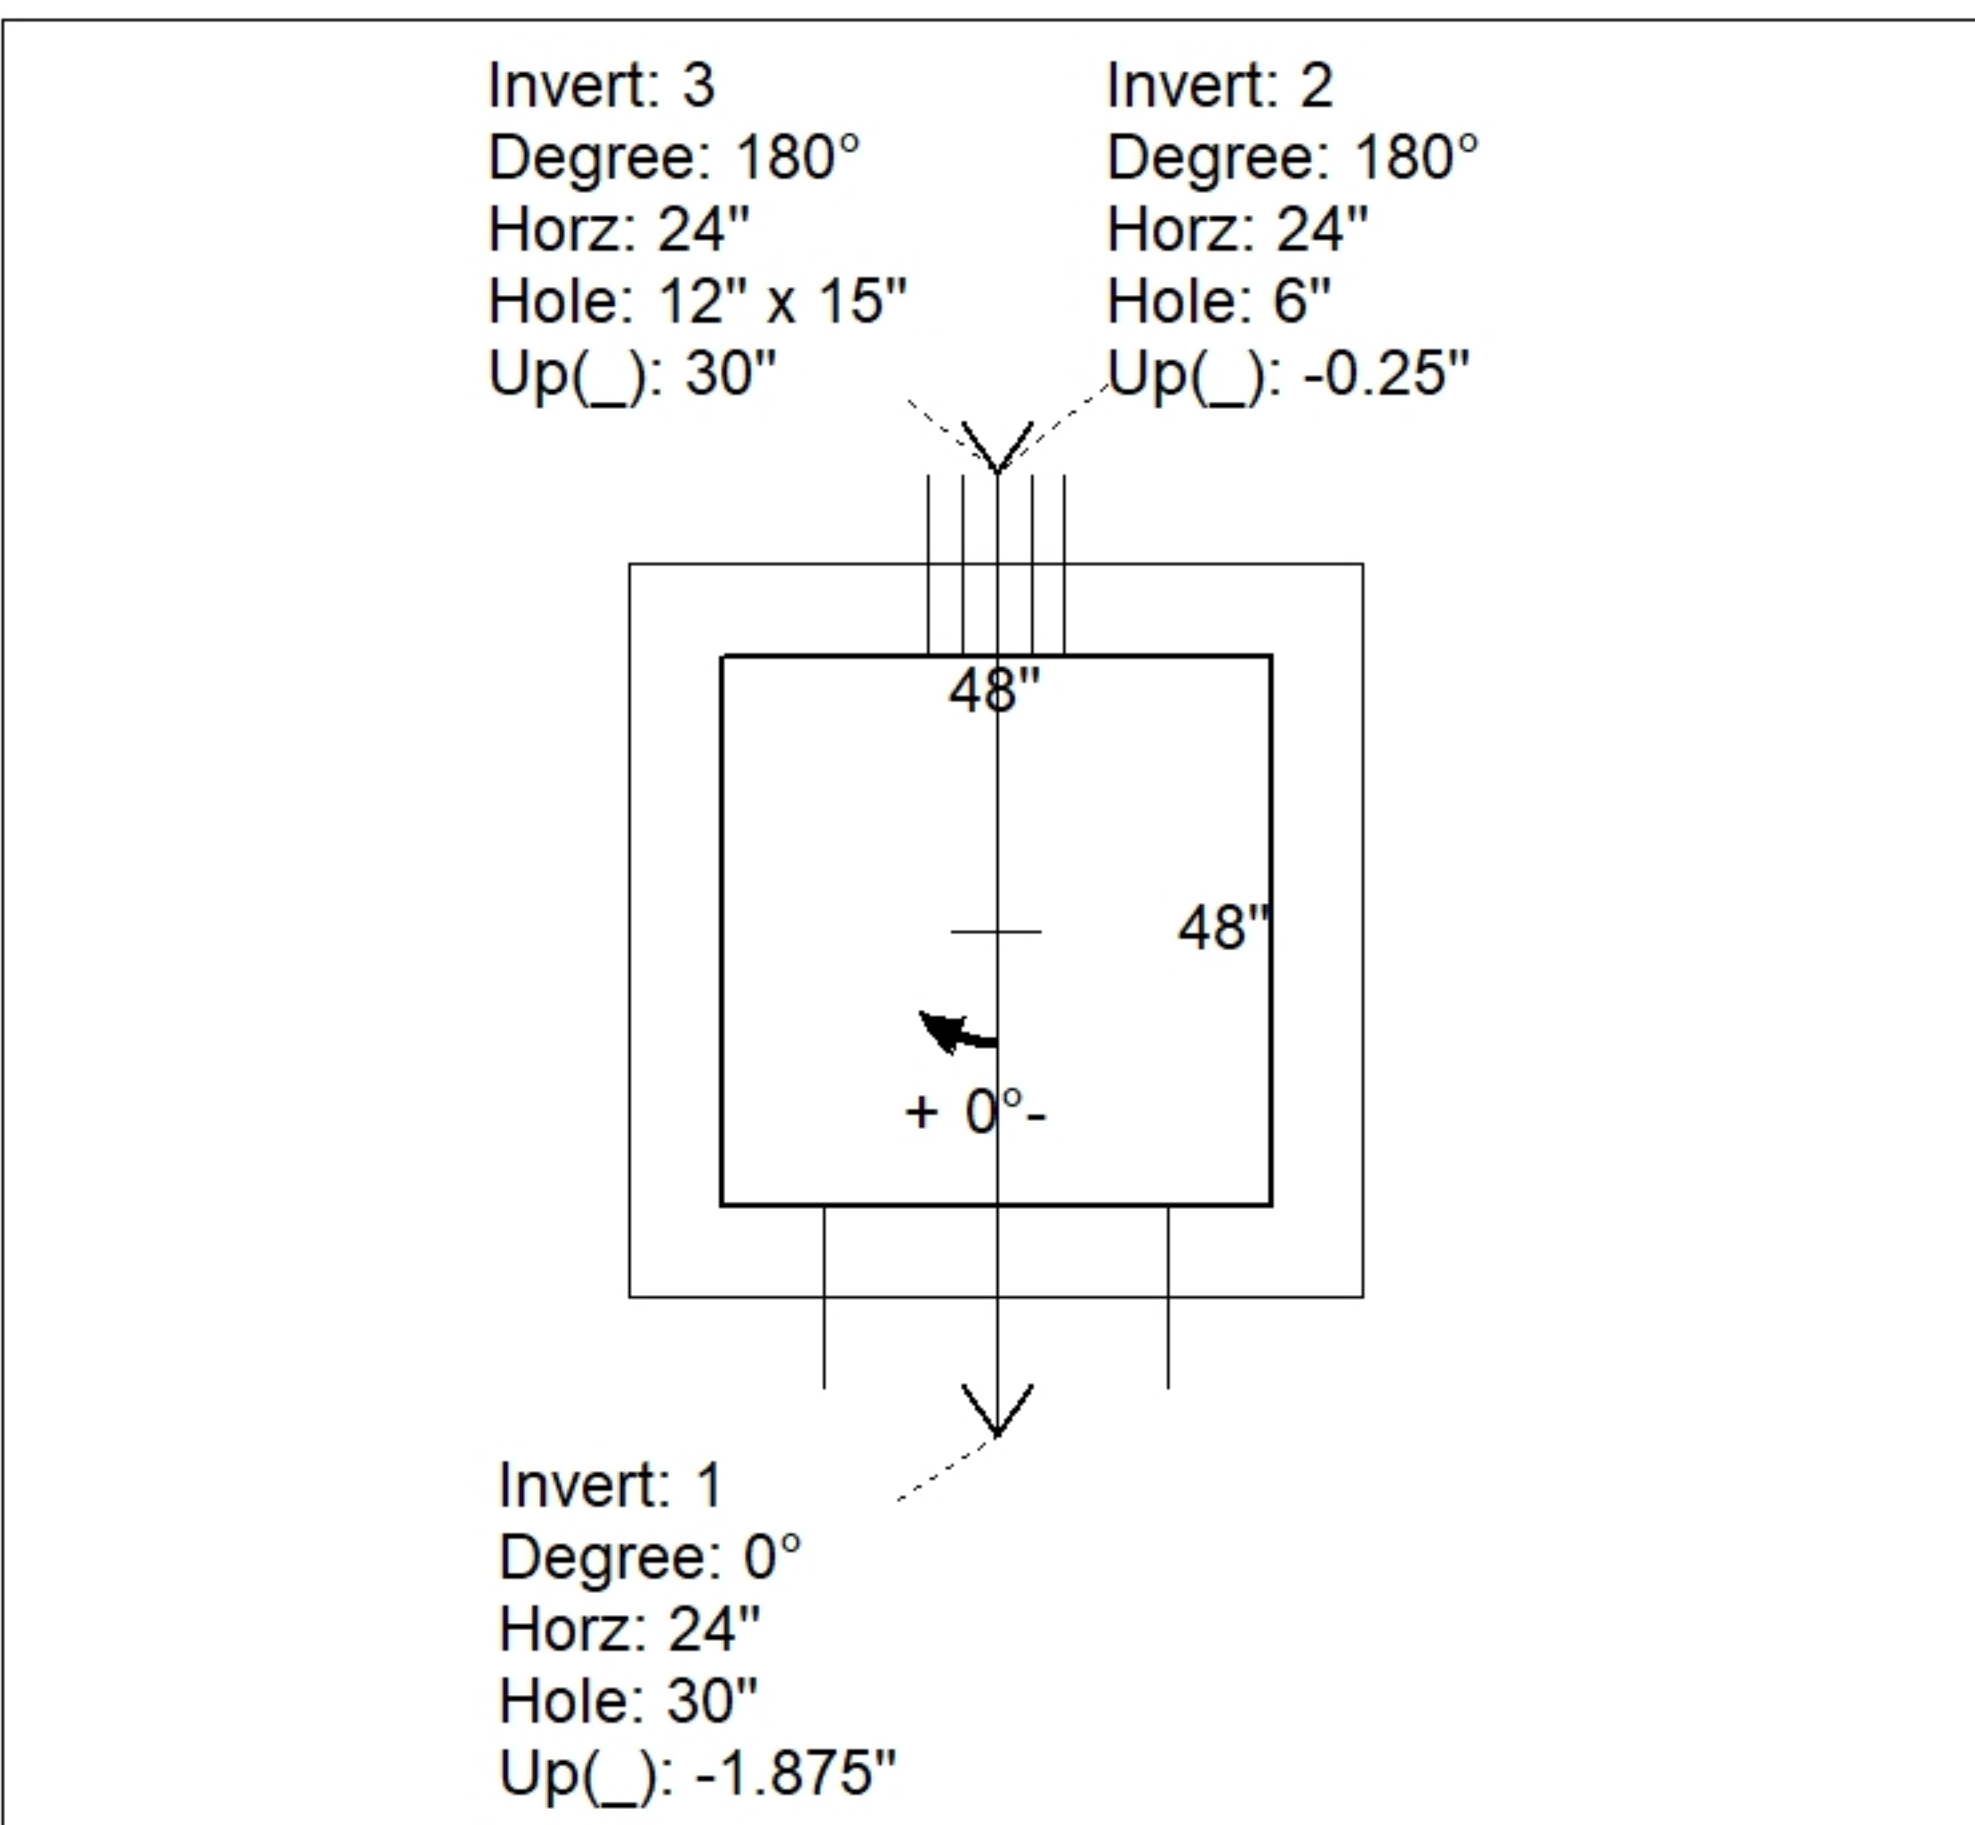 Invert: 3
Degree: 180°
Horz: 24"
Hole: 12" x 15"
Up(_): 30"
Invert: 2
Degree: 180°
Horz: 24"
Hole: 6"
Up(_): -0.25"
48"
48"
+ 0°-
Invert: 1
Degree: 0°
Horz: 24"
Hole: 30"
Up(_): -1.875"